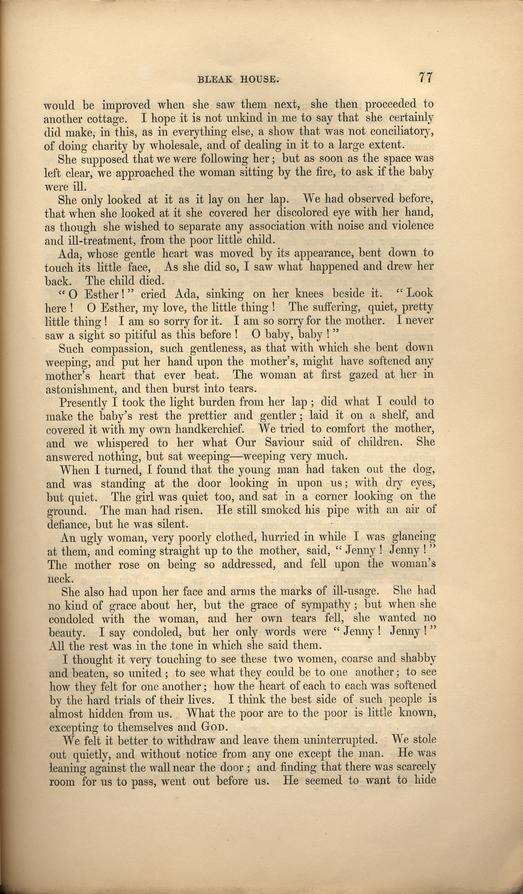 BLEAK HOUSE. 77
would be improved when she saw them next, she then proceeded to
another cottage. I hope it is not unkind in me to say that she certainly
did make, in this, as in everything else, a show that was not conciliatory,
of doing charity by wholesale, and of dealing in it to a large extent.
She supposed that we were following her; but as soon as the space was
left clear, we approached the woman sitting by the fire, to ask if the baby
were ill.
She only looked at it as it lay on her lap. We had observed before,
that when she looked at it she covered her discolored eye with her hand,
as though she wished to separate any association with noise and violence
and ill-treatment, from the poor little child.
Ada, whose gentle heart was moved by its appearance, bent down to
touch its little face, As she did so, I saw what happened and drew her
back. The child died.
"O Esther!" cried Ada, sinking on her knees beside it. "Look
here! O Esther, my love, the little thing! The suffering, quiet, pretty
little thing! I am so sorry for it. I am so sorry for the mother. I never
saw a sight so pitiful as this before! O baby, baby!"
Such compassion, such gentleness, as that with which she bent down
weeping, and put her hand upon the mother's, might have softened any
mother's heart that ever beat. The woman at first gazed at her in
astonishment, and then burst into tears.
Presently I took the light burden from her lap; did what I could to
make the baby's rest the prettier and gentler; laid it on a shelf, and
covered it with my own handkerchief. We tried to comfort the mother,
and we whispered to her what Our Saviour said of children. She
answered nothing, but sat weeping—weeping very much.
When I turned, I found that the young man had taken out the dog,
and was standing at the door looking in upon us; with dry eyes,
but quiet. The girl was quiet too, and sat in a corner looking on the
ground. The man had risen. He still smoked his pipe with an air of
defiance, but he was silent.
An ugly woman, very poorly clothed, hurried in while I was glancing
at them, and coming straight up to the mother, said, "Jenny! Jenny!"
The mother rose on being so addressed, and fell upon the woman's
neck.
She also had upon her face and arms the marks of ill-usage. She had
no kind of grace about her, but the grace of sympathy; but when she
condoled with the woman, and her own tears fell, she wanted no
beauty. I say condoled, but her only words were "Jenny! Jenny!"
All the rest was in the tone in which she said them.
I thought it very touching to see these two women, coarse and shabby
and beaten, so united; to see what they could be to one another; to see
how they felt for one another; how the heart of each to each was softened
by the hard trials of their lives. I think the best side of such people is
almost hidden from us. What the poor are to the poor is little known,
excepting to themselves and GOD.
We felt it better to withdraw and leave them uninterrupted. We stole
out quietly, and without notice from any one except the man. He was
leaning against the wall near the door; and finding that there was scarcely
room for us to pass, went out before us. He seemed to want to hide